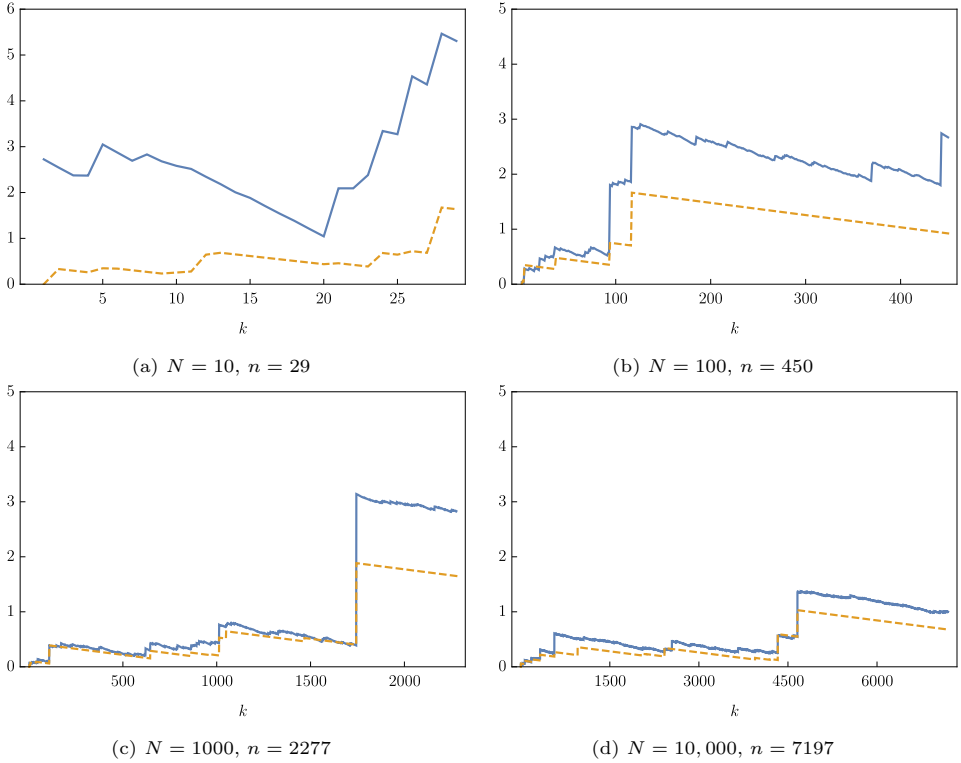 6
5
4
3
2
1
0
5 10 15 20 25
k
(a) N = 10, n = 29
5
4
3
2
1
0
100 200 300 400
k
(b) N = 100, n = 450
5
4
3
2
1
0
500 1000 1500 2000
k
(c) N = 1000, n = 2277
5
4
3
2
1
0
1500 3000 4500 6000
k
(d) N = 10, 000, n = 7197